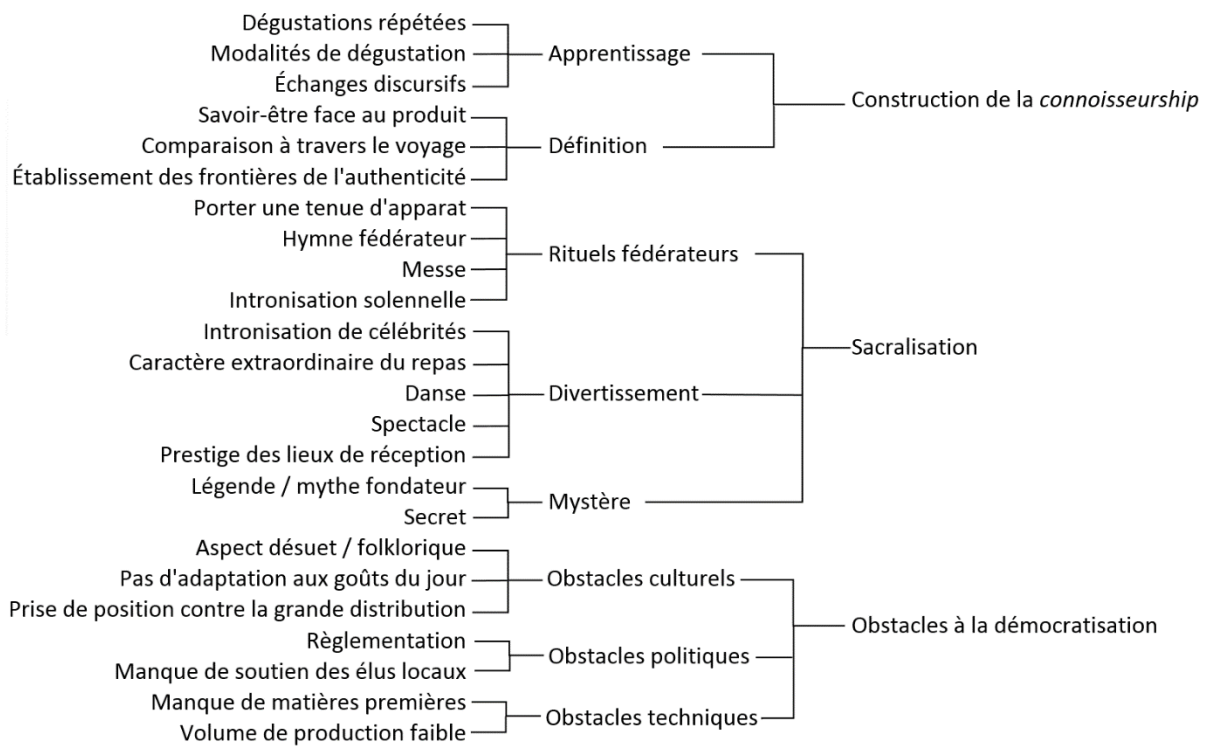 Dégustations répétées
Modalités de dégustation
Échanges discursifs
Apprentissage
Savoir-être face au produit
Comparaison à travers le voyage
Établissement des frontières de l'authenticité
Définition
Construction de la connoisseurship
Porter une tenue d'apparat
Hymne fédérateur
Messe
Intronisation solennelle
Rituels fédérateurs
Intronisation de célébrités
Caractère extraordinaire du repas
Danse
Spectacle
Prestige des lieux de réception
Divertissement
Légende / mythe fondateur
Secret
Mystère
Sacralisation
Aspect désuet / folklorique
Pas d'adaptation aux goûts du jour
Prise de position contre la grande distribution
Obstacles culturels
Règlementation
Manque de soutien des élus locaux
Obstacles politiques
Manque de matières premières
Volume de production faible
Obstacles techniques
Obstacles à la démocratisation